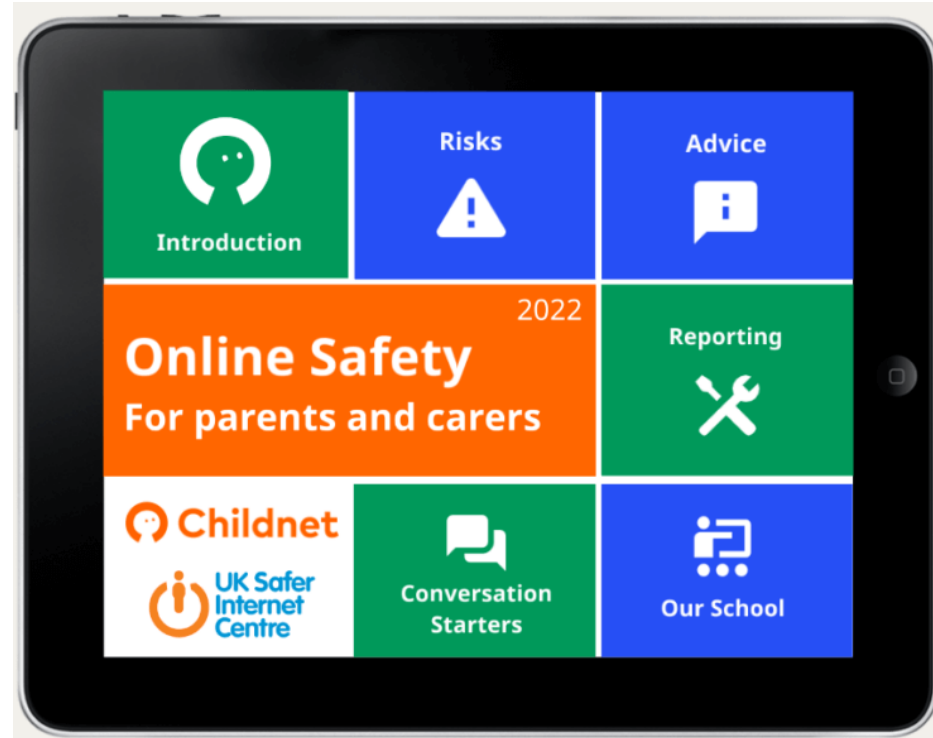 Introduction
Risks
Advice
2022
Online Safety
For parents and carers
Reporting
Childnet
UK Safer
Internet
Centre
Conversation
Starters
Our School